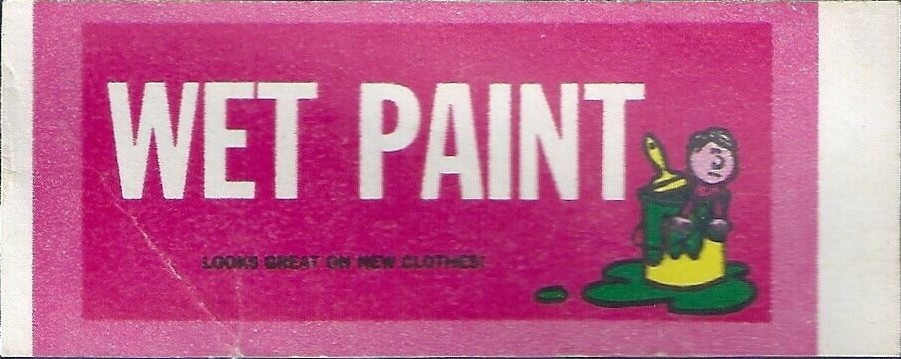 WET PAINT
LOOKS GREAT ON NEW CLOTHES!